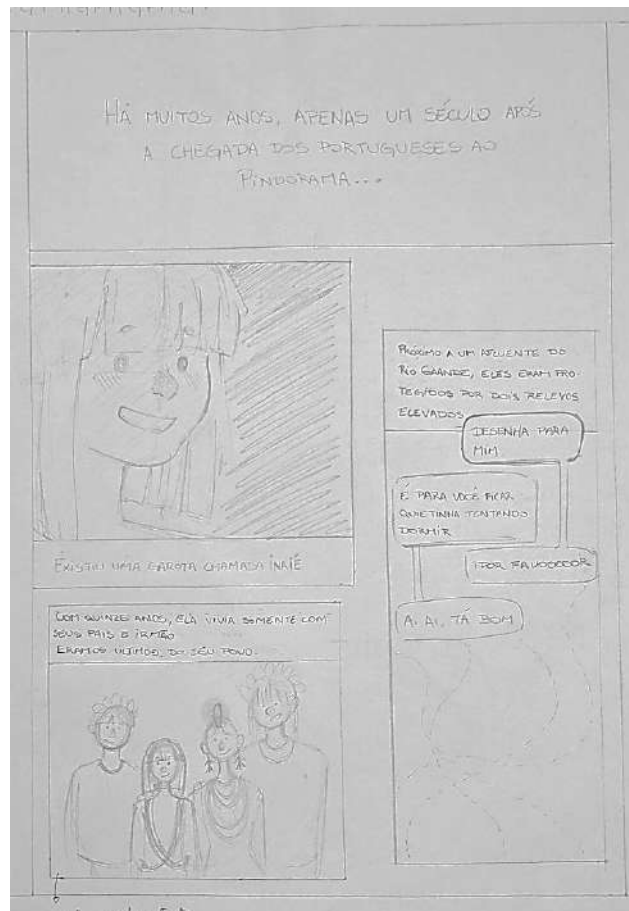 HÁ MUITOS ANOS, APENAS UM SÉCULO APÓS
A CHEGADA DOS PORTUGUESES AO
PINDORAMA...
EXISTIU UMA GAROTA CHAMADA INAIÊ
COM QUINZE ANOS, ELA VIVIA SOMENTE COM
SEUS PAIS E IRMÃO
ERAM OS ÚLTIMOS DO SEU POVO.
PRÓXIMO A UM AFLUENTE DO
RIO GRANDE, ELES ERAM PRO-
TEGIDOS POR DOIS RELEVOS
ELEVADOS
DESENHA PARA
MIM
É PARA VOCÊ FICAR
QUIETINHA TENTANDO
DORMIR
AI, AI, TÁ BOM